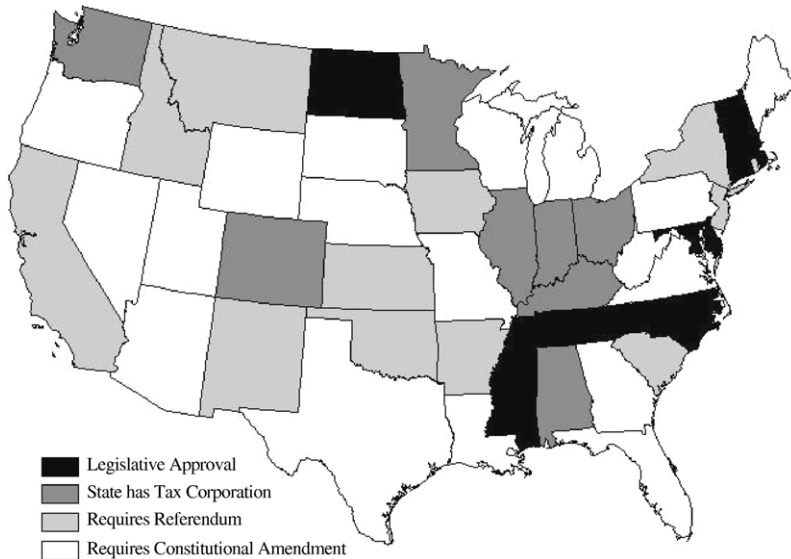 Legislative Approval
State has Tax Corporation
Requires Referendum
Requires Constitutional Amendment